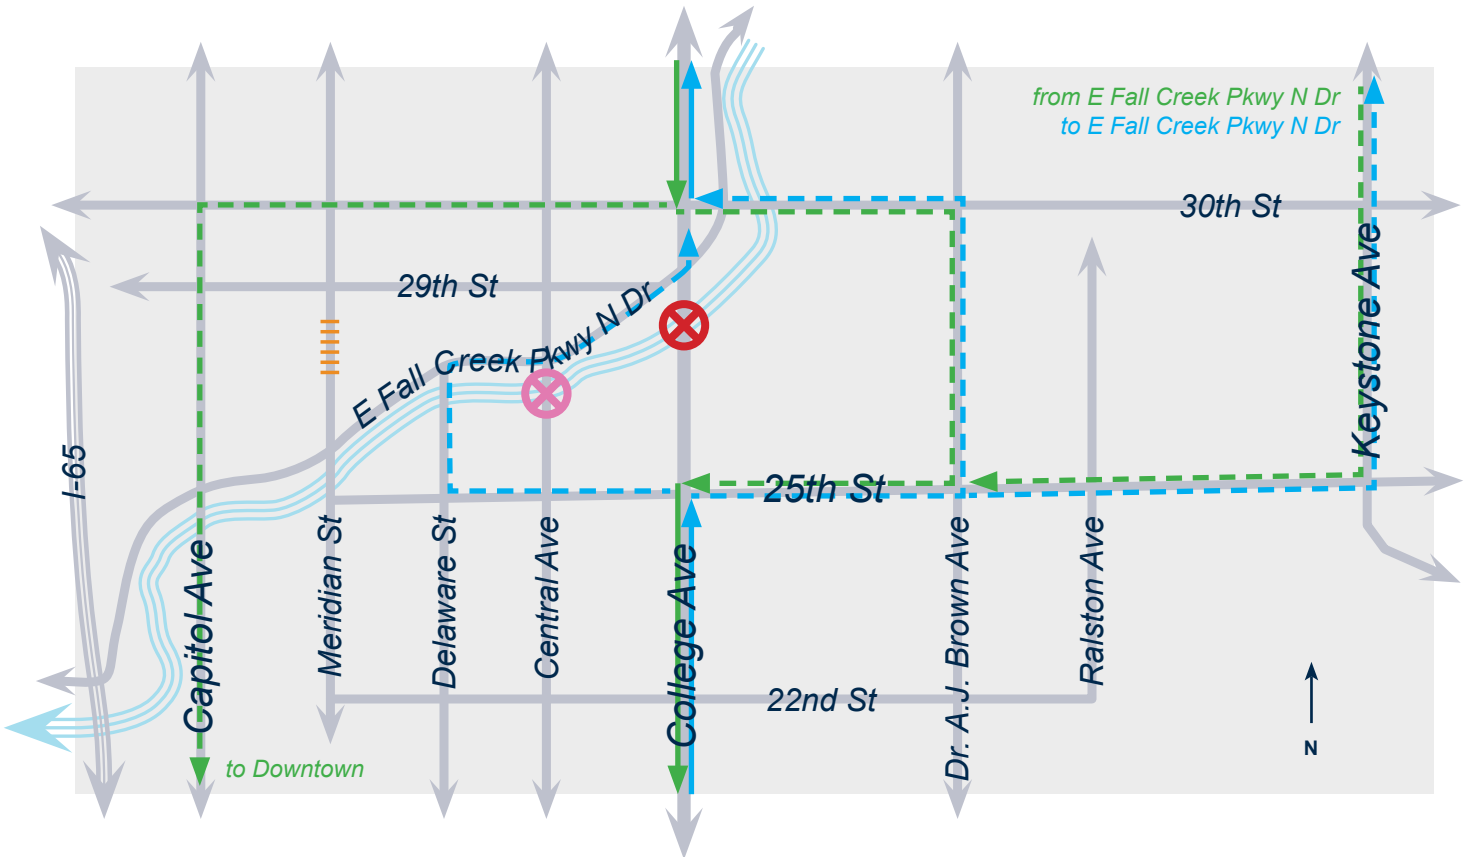 from E Fall Creek Pkwy N Dr
to E Fall Creek Pkwy N Dr
30th St
29th St
E Fall Creek Pkwy N Dr
Keystone Ave
I-65
25th St
Capitol Ave
Meridian St
Delaware St
Central Ave
College Ave
Dr. A.J. Brown Ave
Ralston Ave
22nd St
N
to Downtown